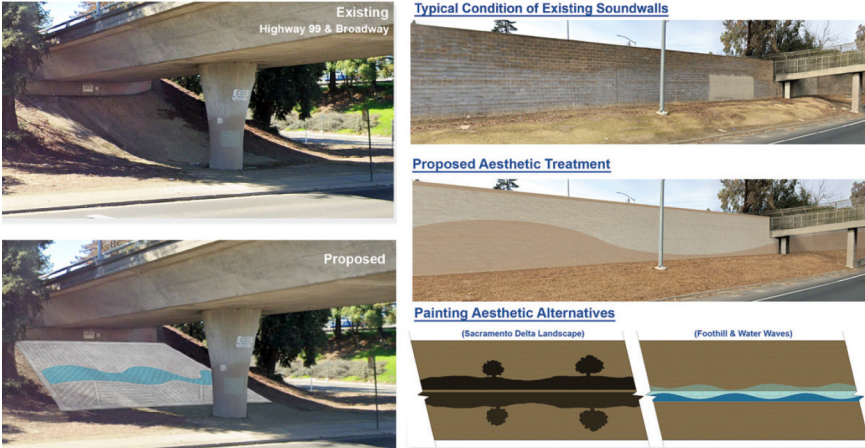 Existing
Highway 99 & Broadway
Proposed
Typical Condition of Existing Soundwalls
Proposed Aesthetic Treatment
Painting Aesthetic Alternatives
(Sacramento Delta Landscape)
(Foothill & Water Waves)